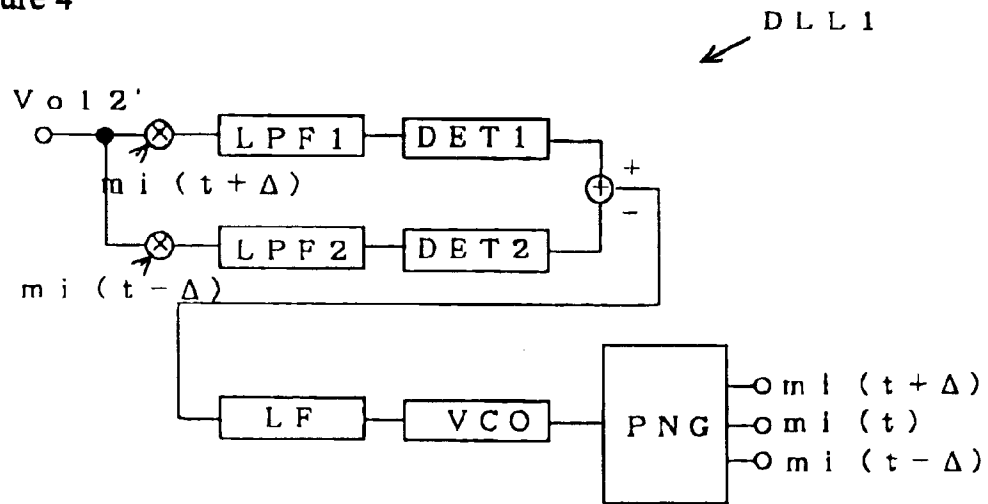 ure 4
DLL1
Vol2'
LPF1
DET1
mi(t+Δ)
+
+
−
LPF2
DET2
mi(t−Δ)
LF
VCO
PNG
mi(t+Δ)
mi(t)
mi(t−Δ)